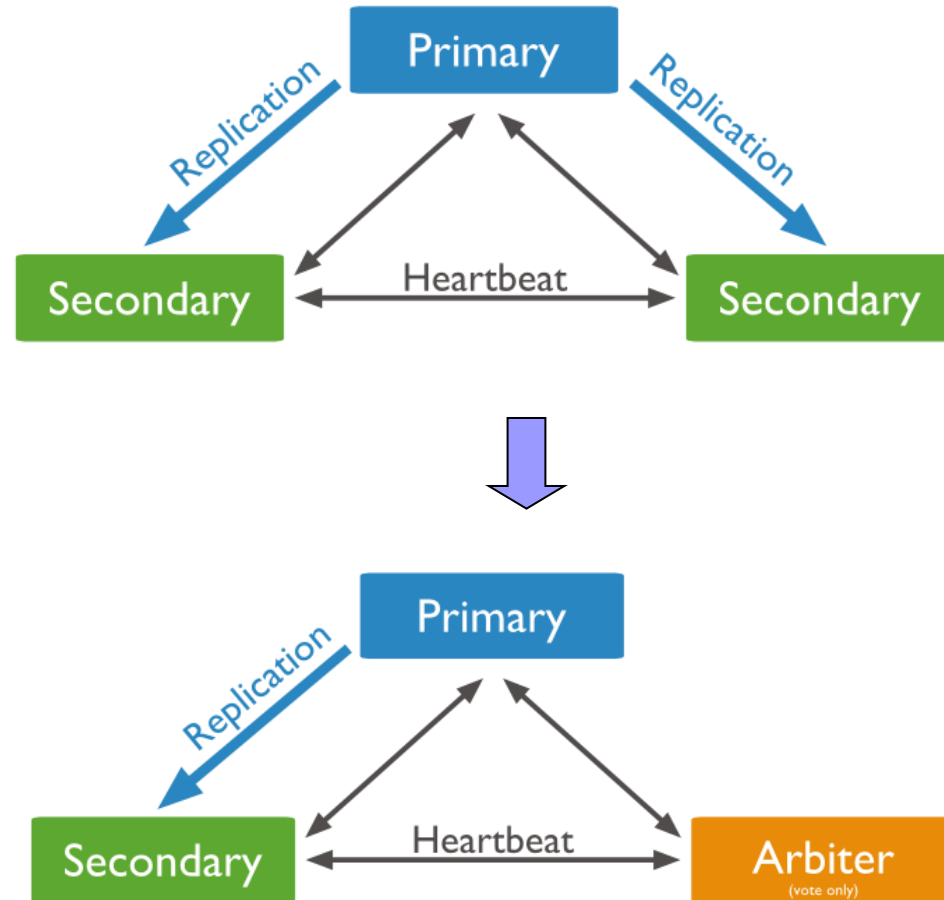 Primary
Replication
Replication
Secondary
Heartbeat
Secondary
Primary
Replication
Secondary
Heartbeat
Arbiter
(vote only)